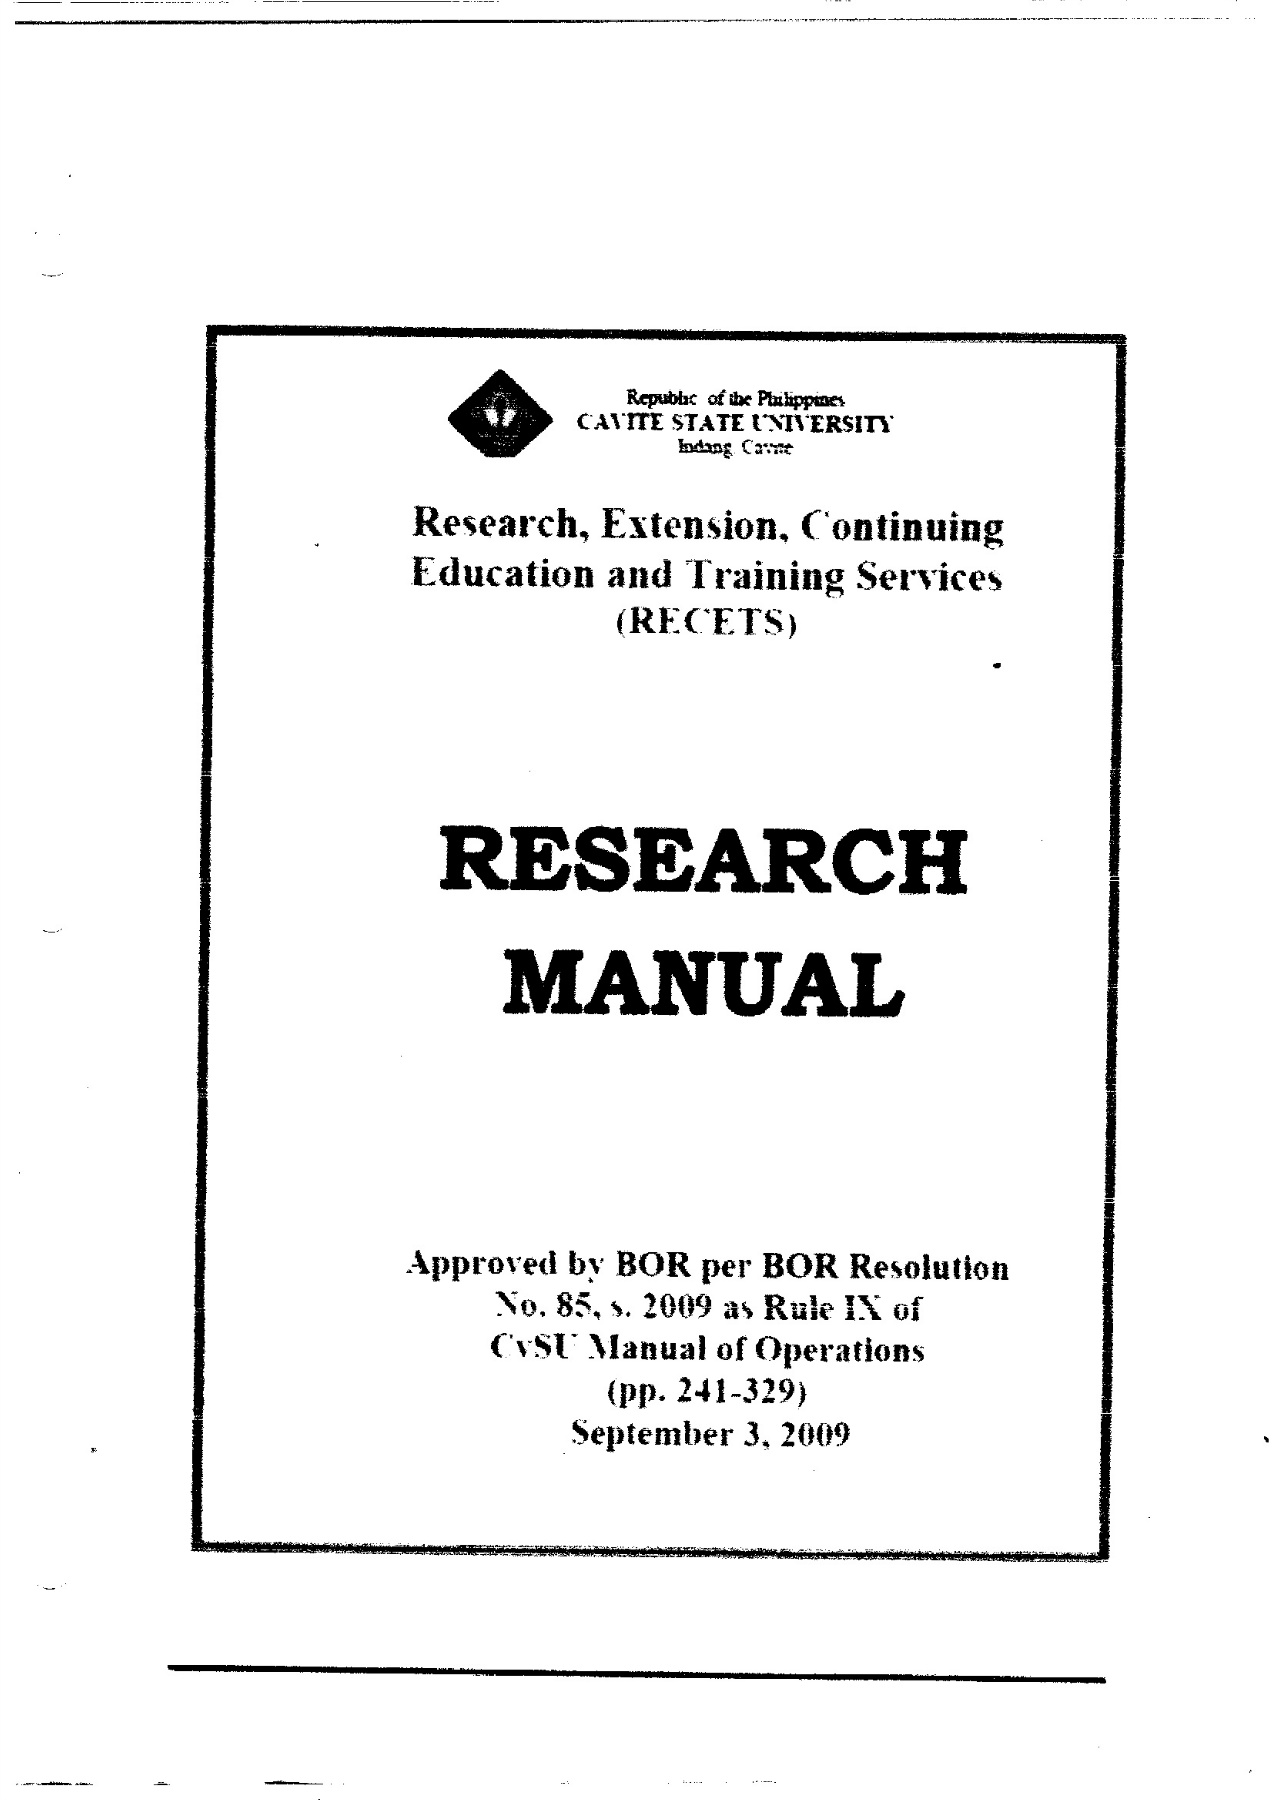 Republic of the Philippines
CAVITE STATE UNIVERSITY
Indang, Cavite
Research, Extension, Continuing
Education and Training Services
(RECETS)
RESEARCH
MANUAL
Approved by BOR per BOR Resolution
No. 85, s. 2009 as Rule IX of
CvSU Manual of Operations
(pp. 241-329)
September 3, 2009